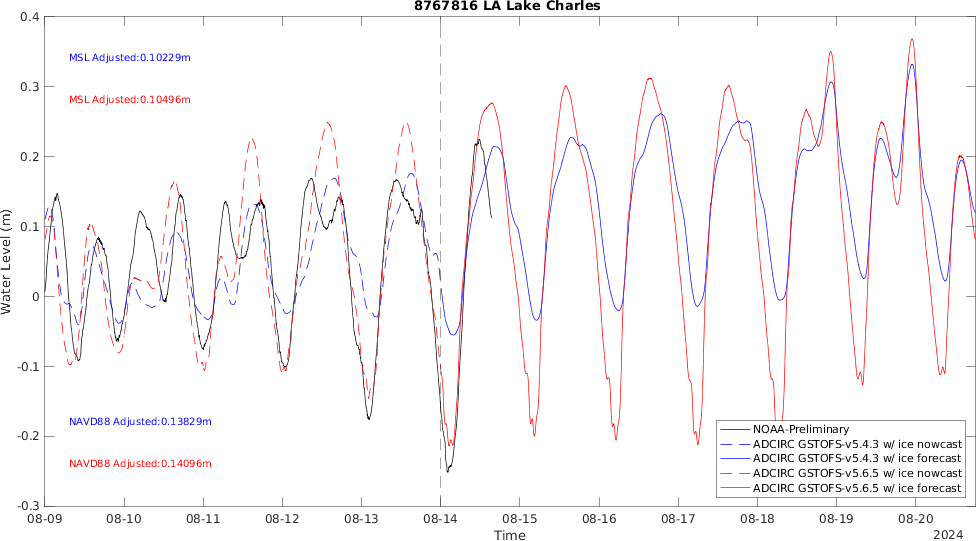 8767816 LA Lake Charles
MSL Adjusted:0.10229m
MSL Adjusted:0.10496m
NAVD88 Adjusted:0.13829m
NAVD88 Adjusted:0.14096m
Water Level (m)
0.4
0.3
0.2
0.1
0
-0.1
-0.2
-0.3
NOAA-Preliminary
ADCIRC GSTOFS-v5.4.3 w/ ice nowcast
ADCIRC GSTOFS-v5.4.3 w/ ice forecast
ADCIRC GSTOFS-v5.6.5 w/ ice nowcast
ADCIRC GSTOFS-v5.6.5 w/ ice forecast
08-09 08-10 08-11 08-12 08-13 08-14 08-15 08-16 08-17 08-18 08-19 08-20
Time
2024